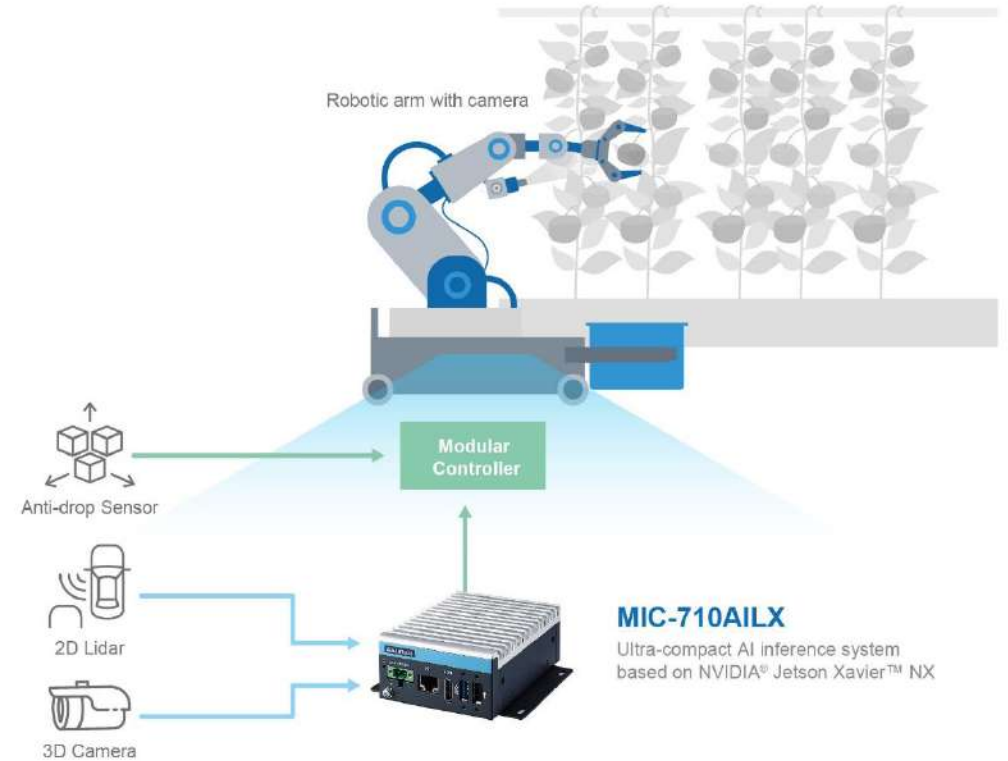 Robotic arm with camera
Modular
Controller
Anti-drop Sensor
2D Lidar
3D Camera
MIC-710AILX
Ultra-compact AI inference system
based on NVIDIA® Jetson Xavier™ NX